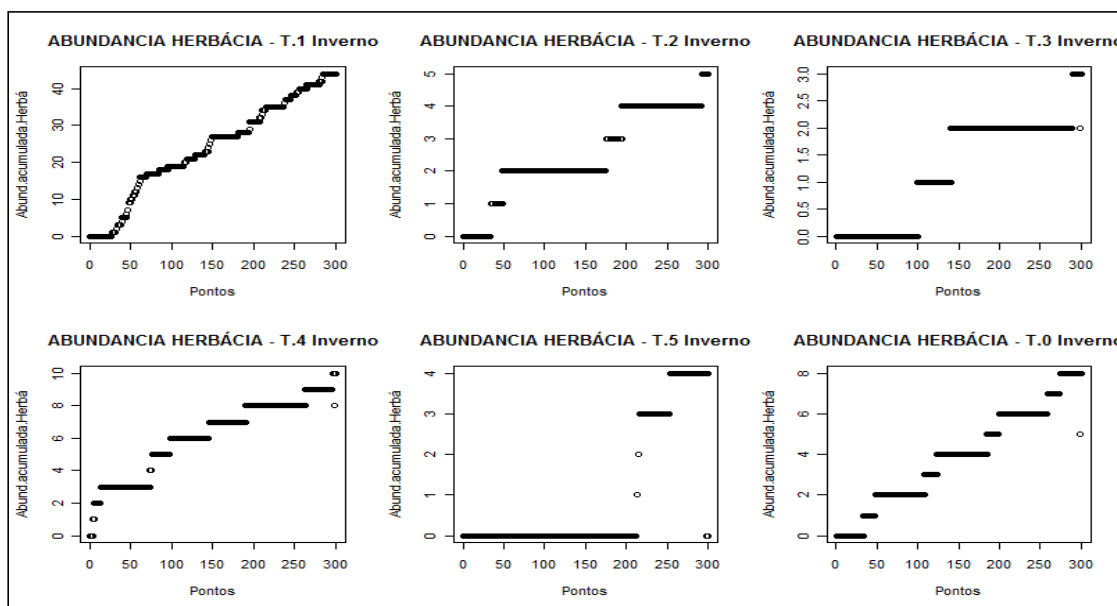 ABUNDANCIA HERBÁCIA - T.1 Inverno
Abund.acumulada.Herbá
0 10 20 30 40
0 50 100 150 200 250 300
Pontos
ABUNDANCIA HERBÁCIA - T.2 Inverno
Abund.acumulada.Herbá
0 1 2 3 4 5
0 50 100 150 200 250 300
Pontos
ABUNDANCIA HERBÁCIA - T.3 Inverno
Abund.acumulada.Herbá
0.0 0.5 1.0 1.5 2.0 2.5 3.0
0 50 100 150 200 250 300
Pontos
ABUNDANCIA HERBÁCIA - T.4 Inverno
Abund.acumulada.Herbá
0 2 4 6 8 10
0 50 100 150 200 250 300
Pontos
ABUNDANCIA HERBÁCIA - T.5 Inverno
Abund.acumulada.Herbá
0 1 2 3 4
0 50 100 150 200 250 300
Pontos
ABUNDANCIA HERBÁCIA - T.0 Inverno
Abund.acumulada.Herbá
0 2 4 6 8
0 50 100 150 200 250 300
Pontos